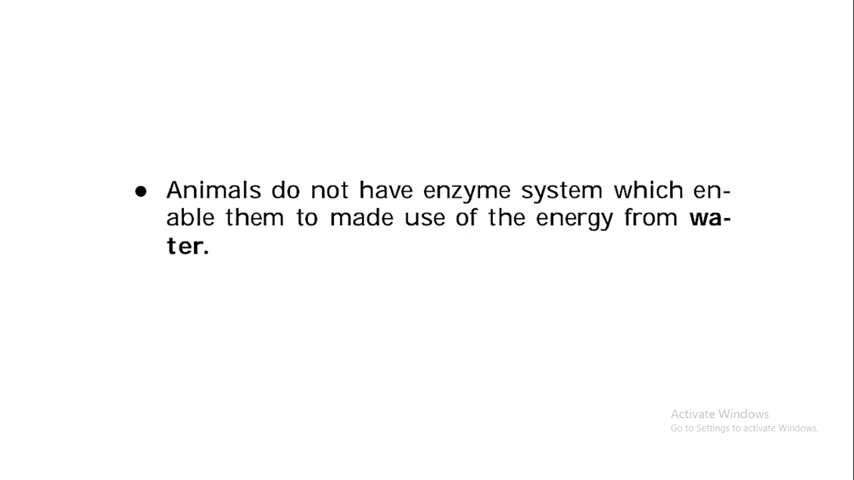 ● Animals do not have enzyme system which en-
able them to made use of the energy from wa-
ter.
Activate Windows
Go to Settings to activate Windows.